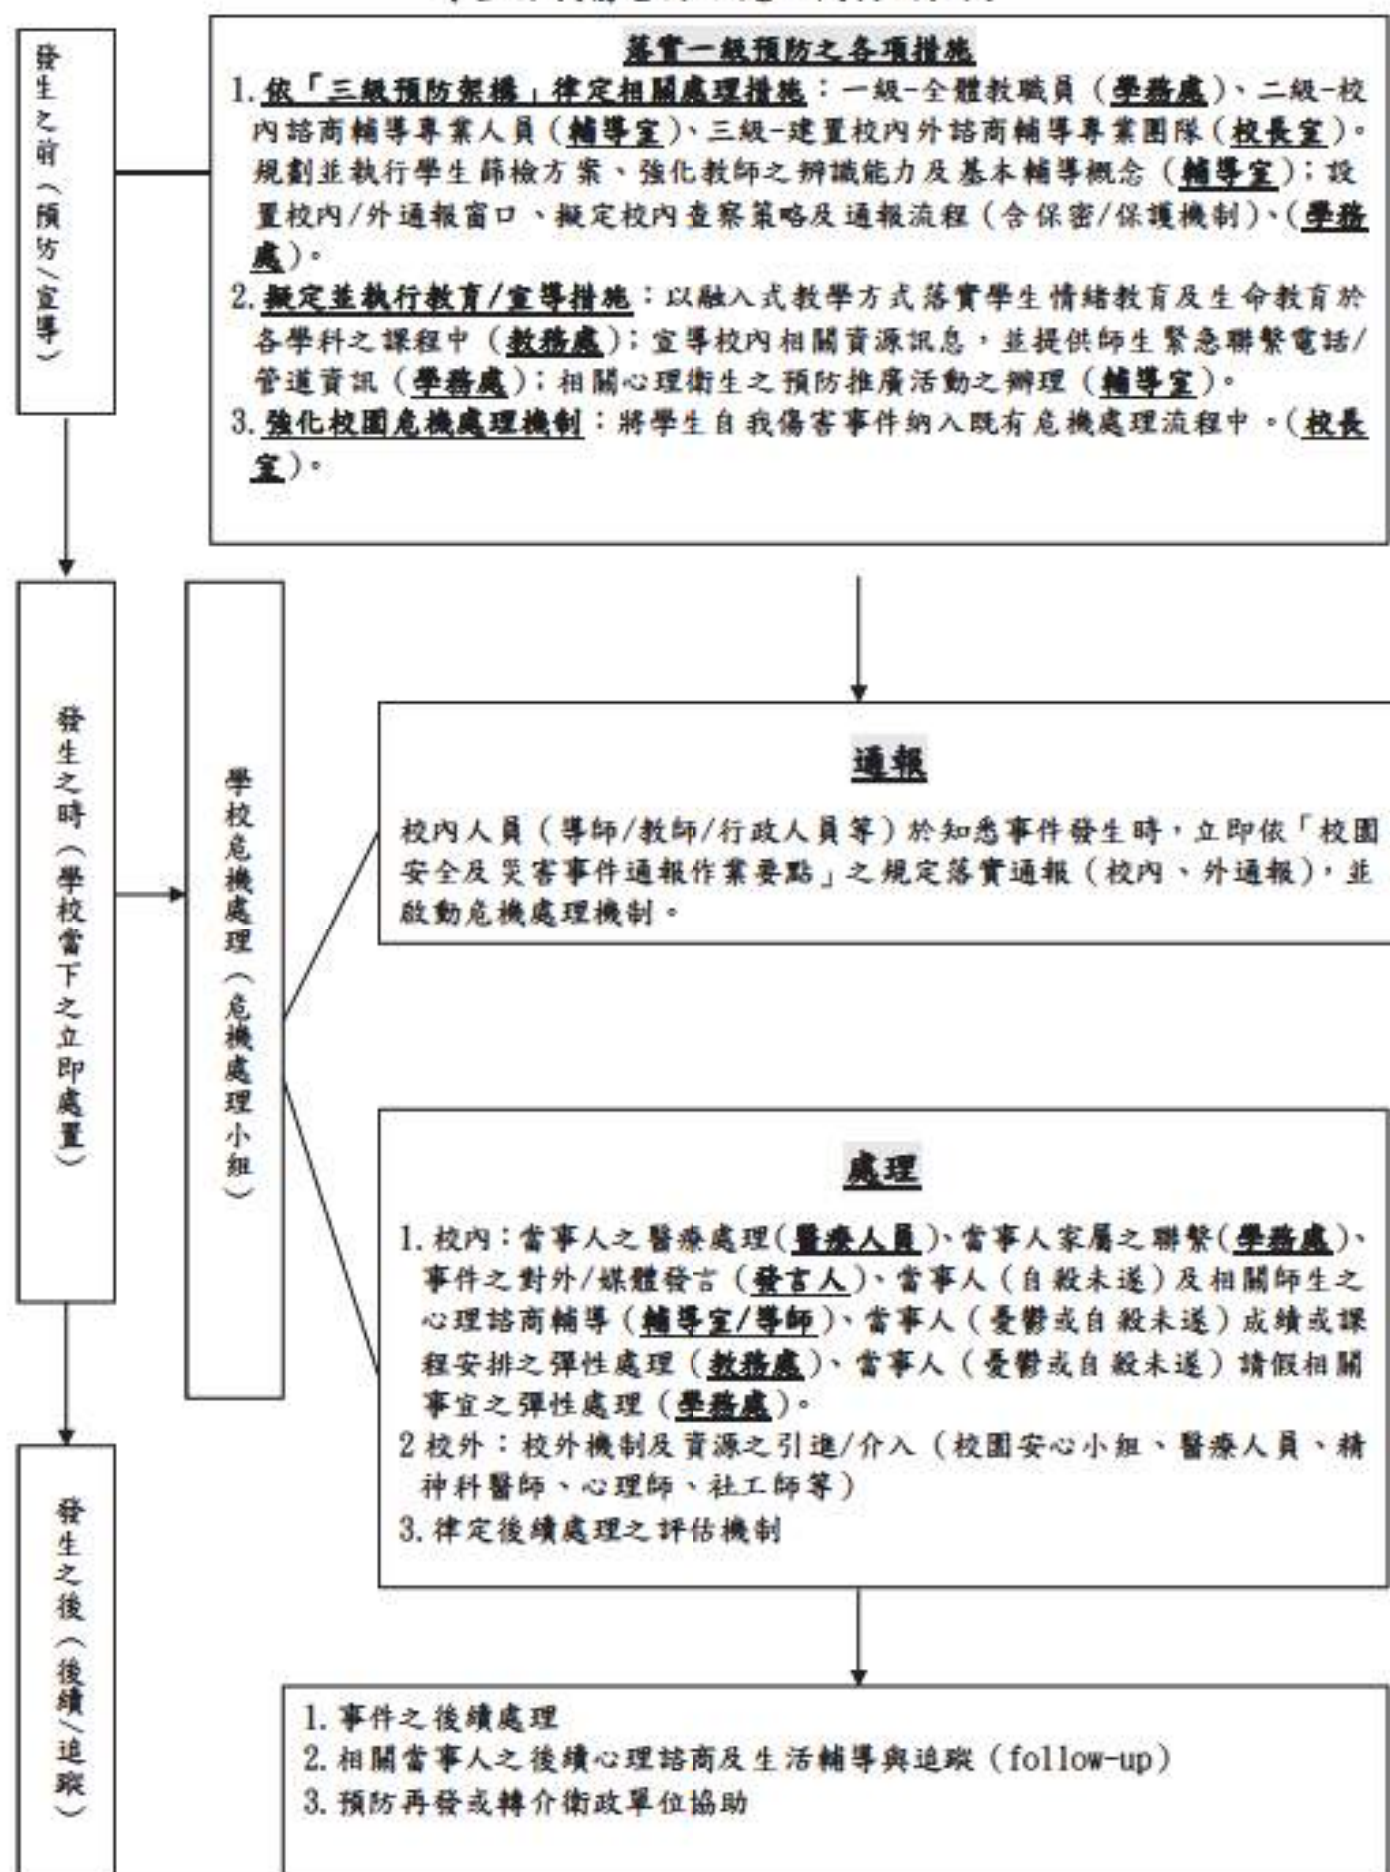 發生之前（預防/宣導）
落實一級預防之各項措施
1.依「三級預防架構」律定相關處理措施：一級-全體教職員（學務處）、二級-校
內諮商輔導專業人員（輔導室）、三級-建置校內外諮商輔導專業團隊（校長室）。
規劃並執行學生篩檢方案、強化教師之辨識能力及基本輔導概念（輔導室）；設
置校內/外通報窗口、擬定校內查察策略及通報流程（含保密/保護機制）、（學務
處）。
2.擬定並執行教育/宣導措施：以融入式教學方式落實學生情緒教育及生命教育於
各學科之課程中（教務處）；宣導校內相關資源訊息，並提供師生緊急聯繫電話/
管道資訊（學務處）；相關心理衛生之預防推廣活動之辦理（輔導室）。
3.強化校園危機處理機制：將學生自我傷害事件納入既有危機處理流程中。（校長
室）。
發生之時（學校當下之立即處置）
學校危機處理（危機處理小組）
通報
校內人員（導師/教師/行政人員等）於知悉事件發生時，立即依「校園
安全及災害事件通報作業要點」之規定落實通報（校內、外通報），並
啟動危機處理機制。
處理
1.校內：當事人之醫療處理（醫療人員）、當事人家屬之聯繫（學務處）、
事件之對外/媒體發言（發言人）、當事人（自殺未遂）及相關師生之
心理諮商輔導（輔導室/導師）、當事人（憂鬱或自殺未遂）成績或課
程安排之彈性處理（教務處）、當事人（憂鬱或自殺未遂）請假相關
事宜之彈性處理（學務處）。
2 校外：校外機制及資源之引進/介入（校園安心小組、醫療人員、精
神科醫師、心理師、社工師等）
3.律定後續處理之評估機制
發生之後（後續/追蹤）
1.事件之後續處理
2.相關當事人之後續心理諮商及生活輔導與追蹤（follow-up）
3.預防再發或轉介衛政單位協助